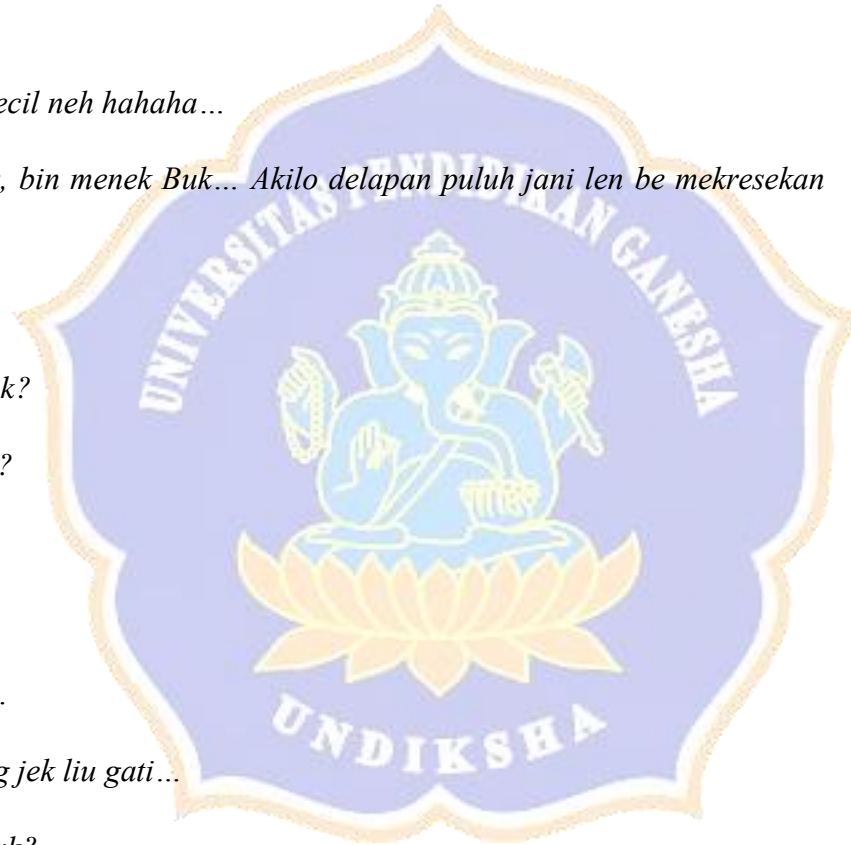 ecil neh hahaha…
, bin menek Buk… Akilo delapan puluh jani len be mekresekan
UNIVERSITAS PENDIDIKAN GANESHA
k?
?
.
g jek liu gati…
UNDIKSHA